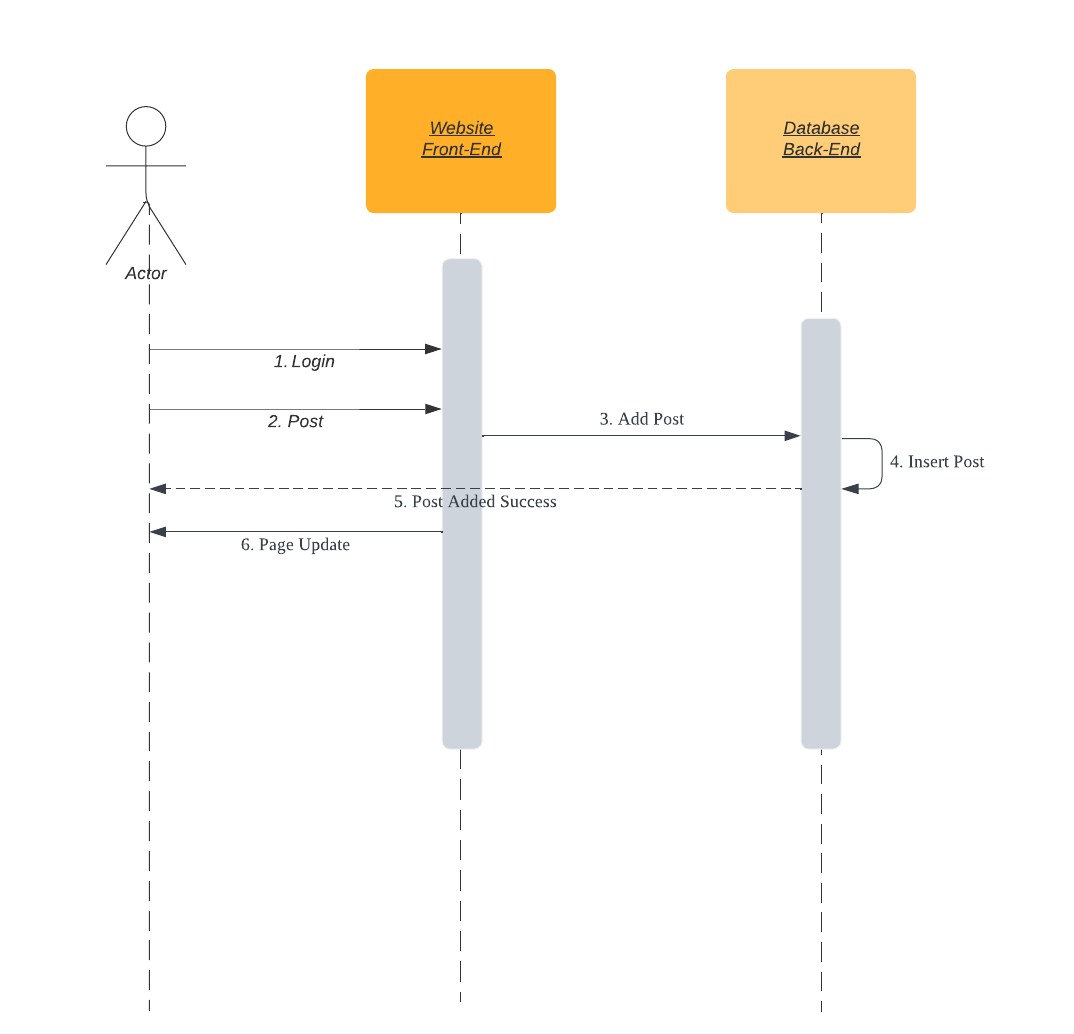 Website
Front-End
Database
Back-End
Actor
1. Login
2. Post
3. Add Post
4. Insert Post
5. Post Added Success
6. Page Update